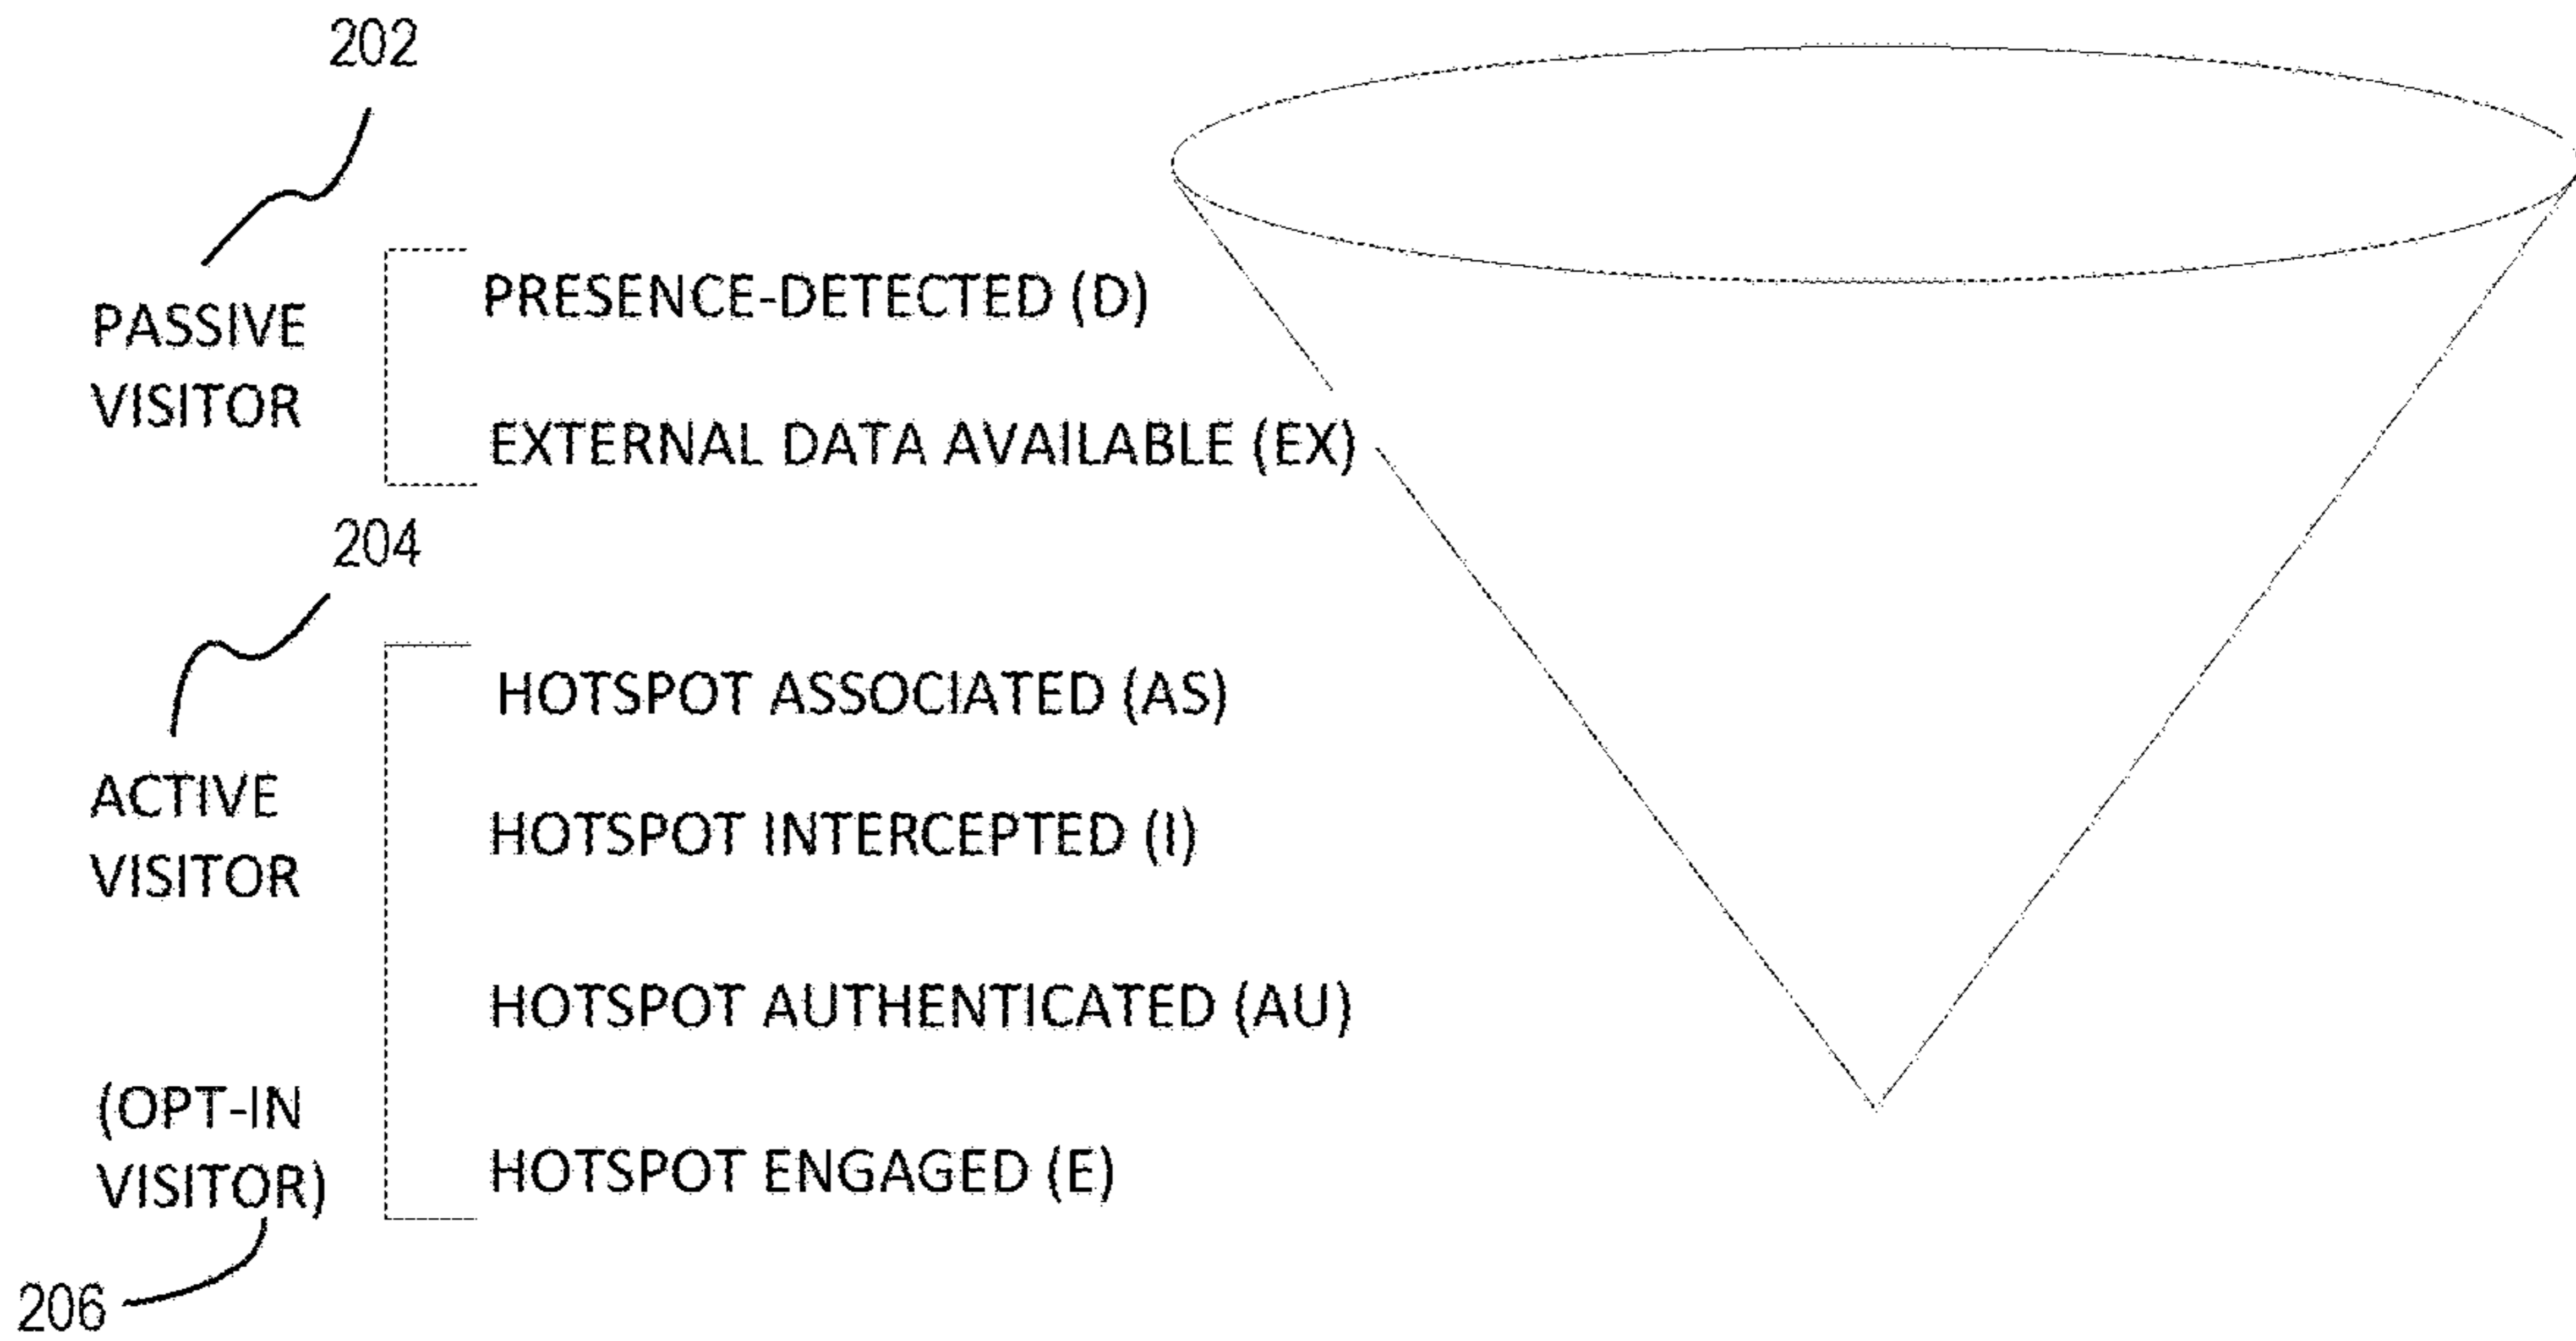 202
PASSIVE
VISITOR
PRESENCE-DETECTED (D)
EXTERNAL DATA AVAILABLE (EX)
204
ACTIVE
VISITOR
HOTSPOT ASSOCIATED (AS)
HOTSPOT INTERCEPTED (I)
HOTSPOT AUTHENTICATED (AU)
(OPT-IN
VISITOR)
HOTSPOT ENGAGED (E)
206